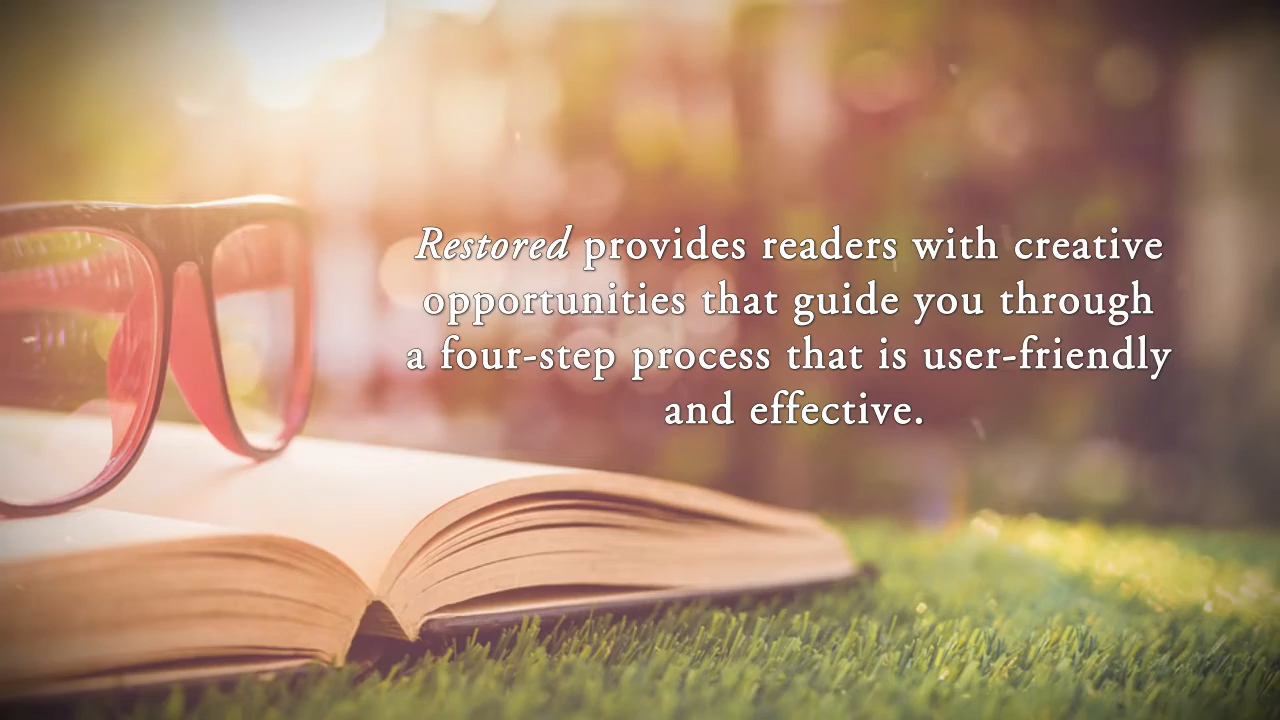 Restored provides readers with creative
opportunities that guide you through
a four-step process that is user-friendly
and effective.